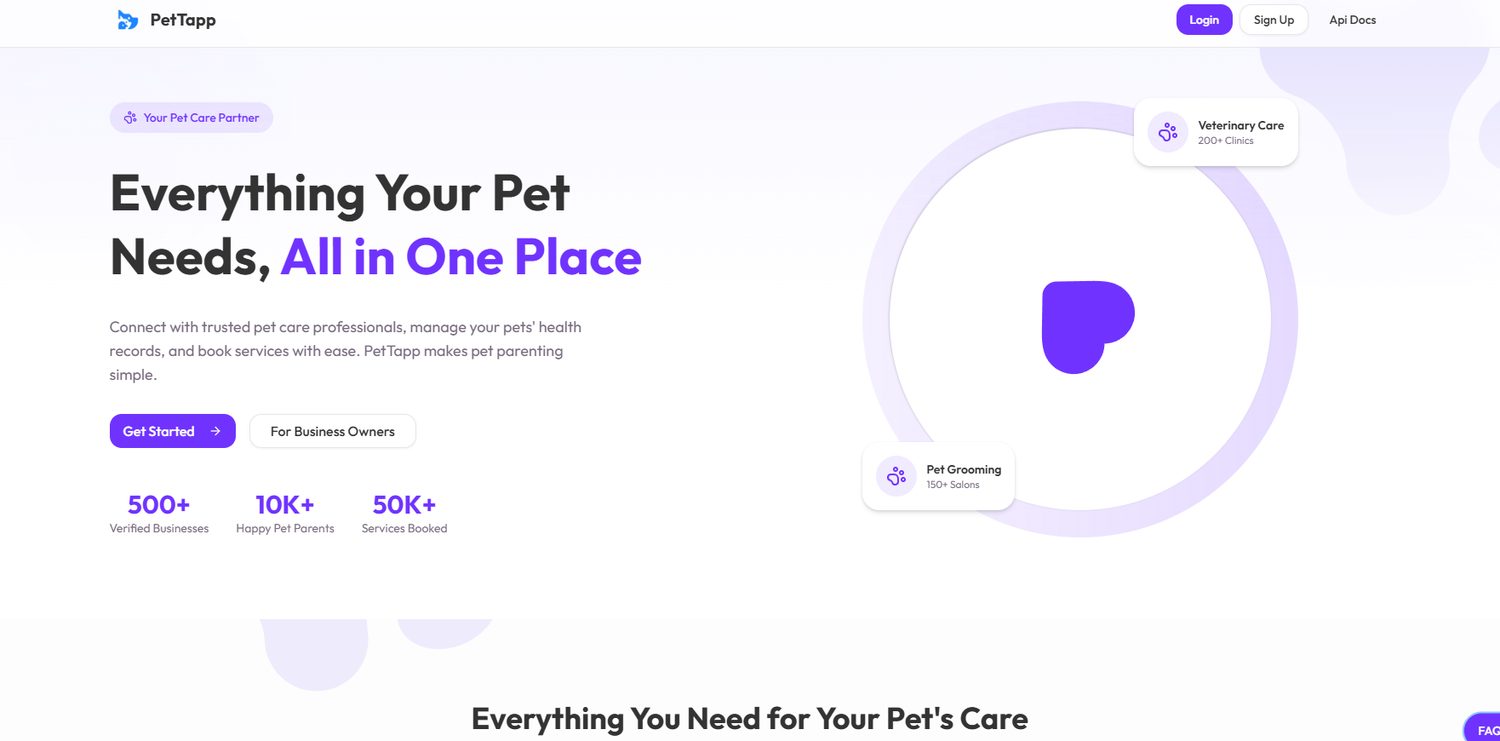 PetTapp
Login
Sign Up
Api Docs
Your Pet Care Partner
Everything Your Pet
Needs, All in One Place
Connect with trusted pet care professionals, manage your pets' health
records, and book services with ease. PetTapp makes pet parenting
simple.
Get Started
For Business Owners
500+
Verified Businesses
10K+
Happy Pet Parents
50K+
Services Booked
Veterinary Care
200+ Clinics
Pet Grooming
150+ Salons
Everything You Need for Your Pet's Care
FAQ